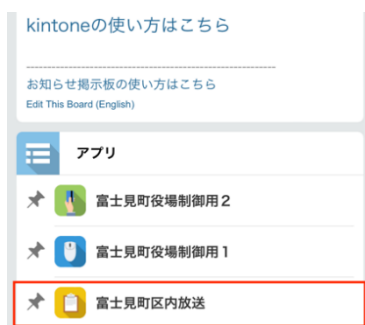 kintoneの使い方はこちら
------------------------------------------------------------
お知らせ掲示板の使い方はこちら
Edit This Board (English)
アプリ
富士見町役場制御用2
富士見町役場制御用1
富士見町区内放送